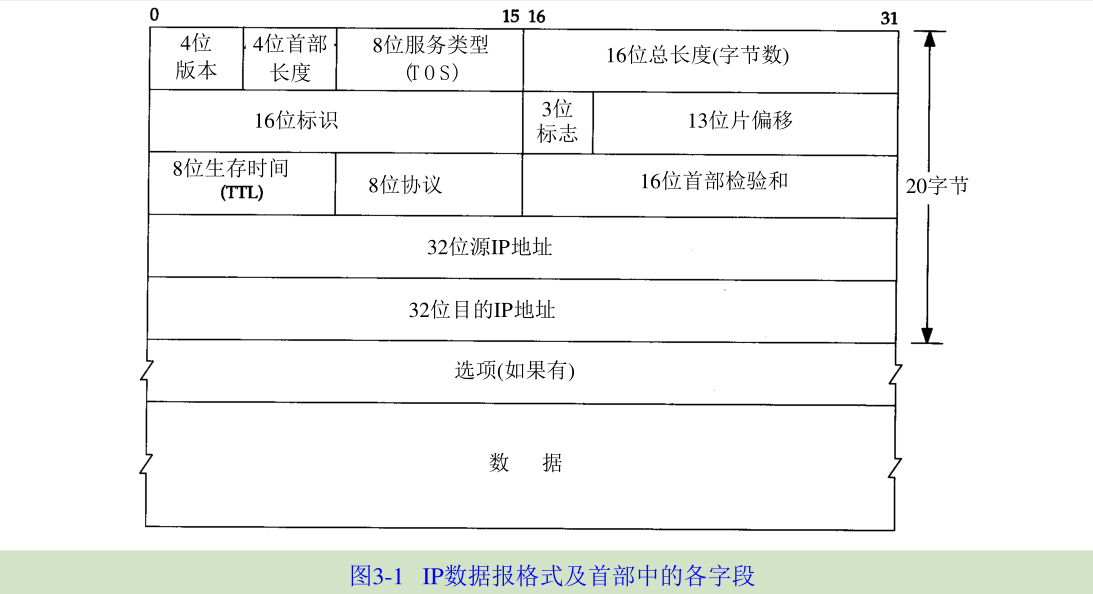 0 15 16 31
4位
版本
4位首部
长度
8位服务类型
(TOS)
16位总长度(字节数)
16位标识
3位
标志
13位片偏移
8位生存时间
(TTL)
8位协议
16位首部检验和
20字节
32位源IP地址
32位目的IP地址
选项(如果有)
数 据
图3-1 IP数据报格式及首部中的各字段